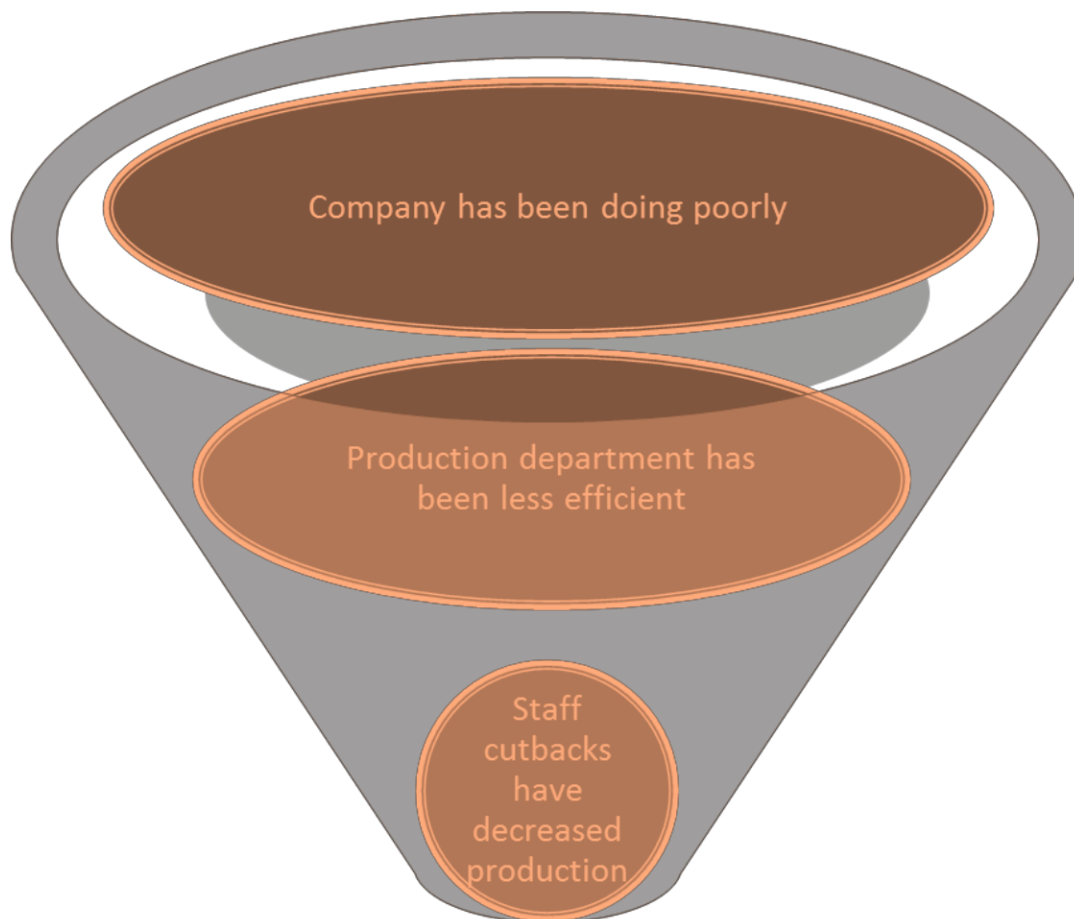 Company has been doing poorly
Production department has
been less efficient
Staff
cutbacks
have
decreased
production